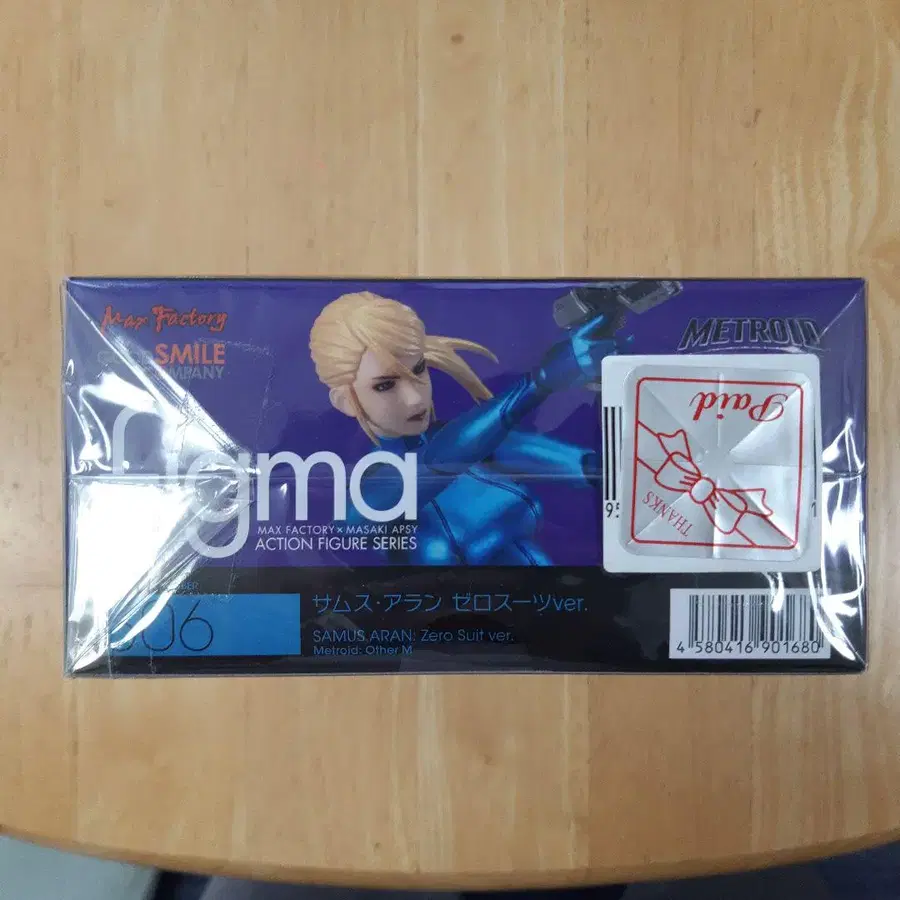 Max Factory
SMILE
COMPANY
figma
MAX FACTORY × MASAKI APSY
ACTION FIGURE SERIES
METROID
Paid
THANKS
サムス・アラン ゼロスーツver.
SAMUS ARAN: Zero Suit ver.
Metroid: Other M
4 580416 901680